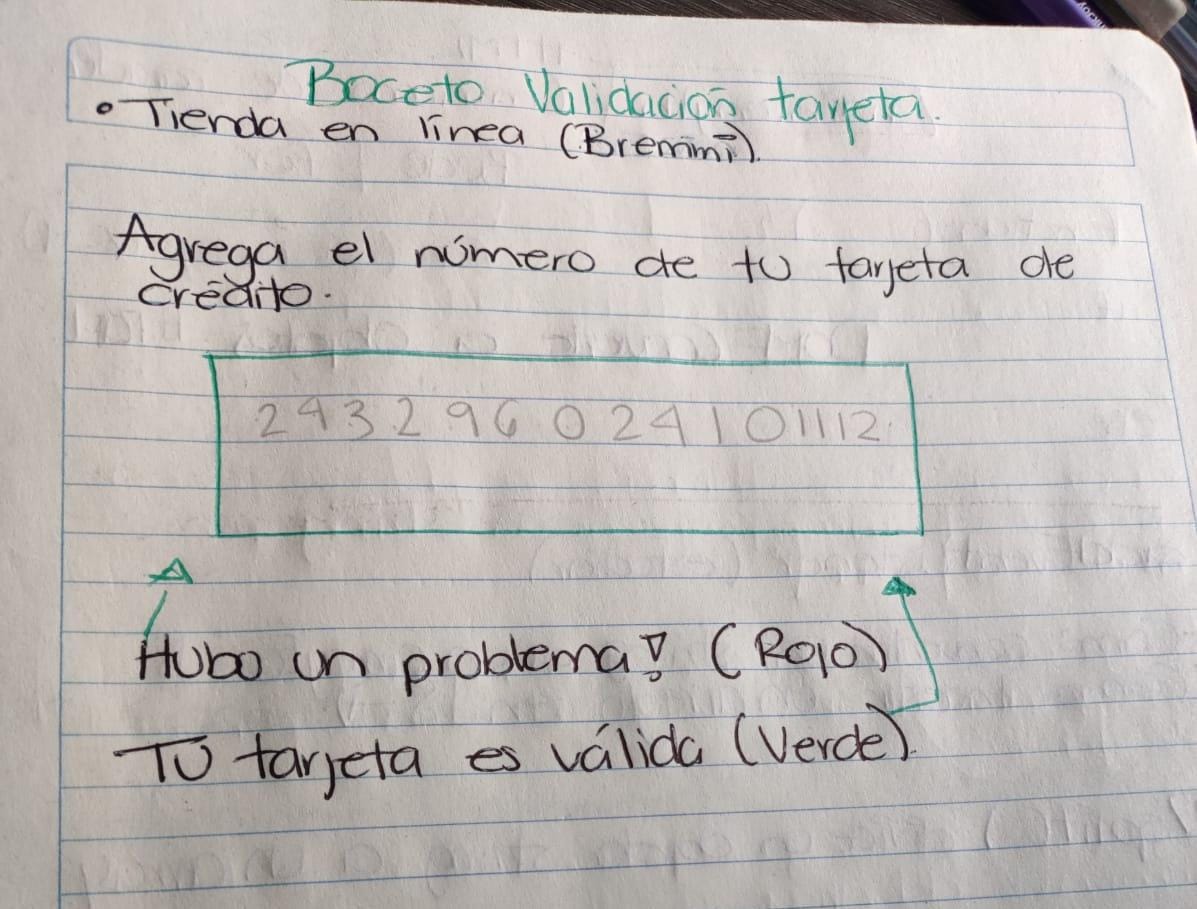 Boceto Validación tarjeta.
• Tienda en línea (Bremmi).
Agrega el número de tu tarjeta de
crédito.
243296024101112
Hubo un problema! (Rojo)
Tu tarjeta es válida (Verde).